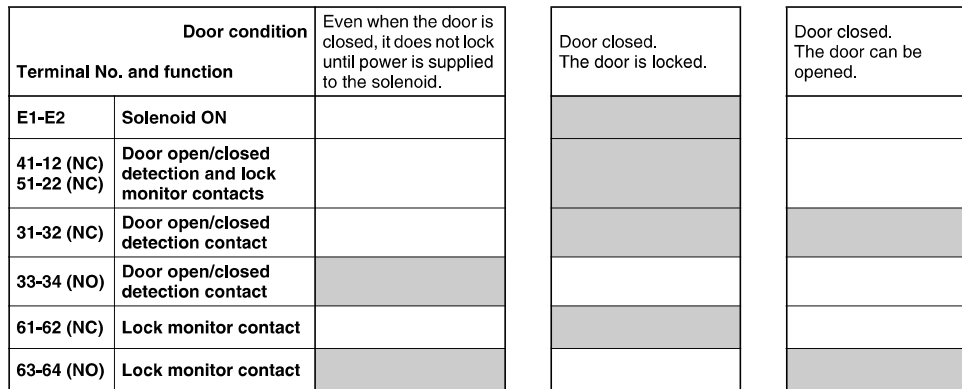 Door condition
Terminal No. and function
Even when the door is
closed, it does not lock
until power is supplied
to the solenoid.
Door closed.
The door is locked.
Door closed.
The door can be
opened.
E1-E2
Solenoid ON
41-12 (NC)
51-22 (NC)
Door open/closed
detection and lock
monitor contacts
31-32 (NC)
Door open/closed
detection contact
33-34 (NO)
Door open/closed
detection contact
61-62 (NC)
Lock monitor contact
63-64 (NO)
Lock monitor contact